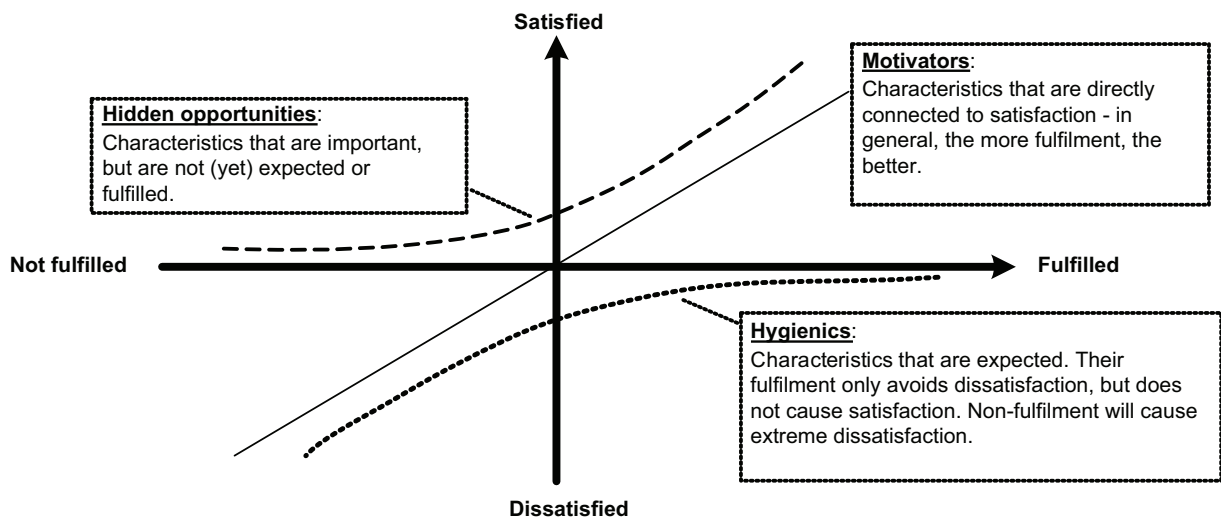 Satisfied
Hidden opportunities:
Characteristics that are important,
but are not (yet) expected or
fulfilled.
Motivators:
Characteristics that are directly
connected to satisfaction - in
general, the more fulfilment, the
better.
Not fulfilled
Fulfilled
Hygienics:
Characteristics that are expected. Their
fulfilment only avoids dissatisfaction, but does
not cause satisfaction. Non-fulfilment will cause
extreme dissatisfaction.
Dissatisfied